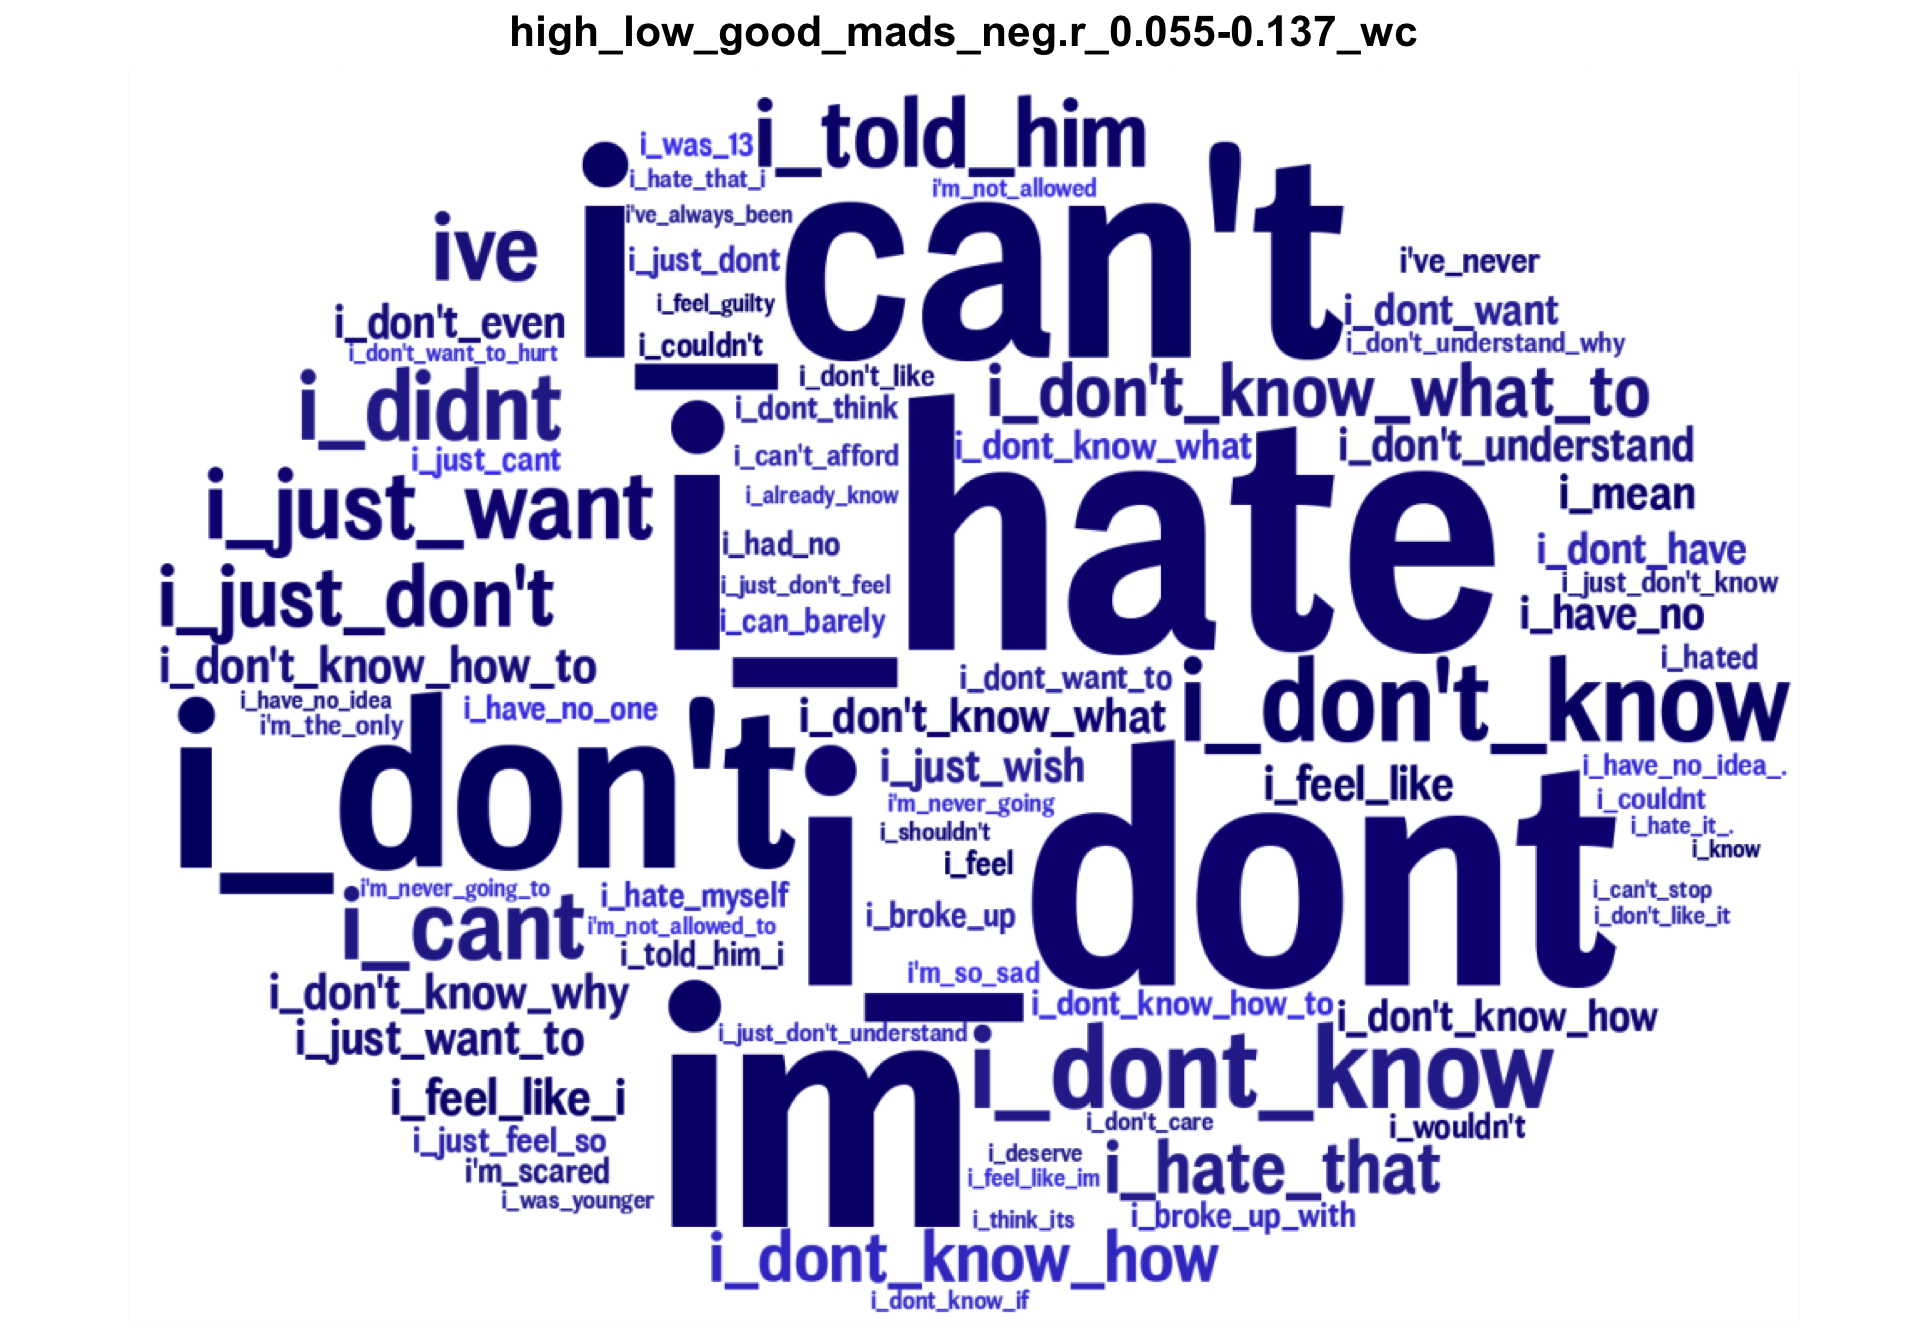 high_low_good_mads_neg.r_0.055-0.137_wc
i_told_him
i_was_13
i_hate_that_i
i'm_not_allowed
i_can't
i've_always_been
ive
i_just_dont
i've_never
i_feel_guilty
i_dont_want
i_don't_even
i_couldn't
i_don't_understand_why
i_don't_want_to_hurt
i_don't_like
i_didnt
i_don't_know_what_to
i_dont_think
i_hate
i_dont_know_what
i_don't_understand
i_just_cant
i_can't_afford
i_just_want
i_already_know
i_mean
i_had_no
i_dont_have
i_just_don't
i_just_don't_feel
i_just_don't_know
i_can_barely
i_have_no
i_don't_know_how_to
i_dont_want_to
i_hated
i_don't_know
i_have_no_idea
i_have_no_one
i'm_the_only
i_don't_know_what
i_don't
i_just_wish
i_have_no_idea_.
i_feel_like
i_dont
i'm_never_going
i_couldnt
i_shouldn't
i_hate_it_.
i_feel
i_know
i'm_never_going_to
i_hate_myself
i_can't_stop
i_cant
i'm_not_allowed_to
i_broke_up
i_don't_like_it
i_told_him_i
i'm_so_sad
i_don't_know_why
i_dont_know_how_to
i_don't_know_how
i_just_want_to
i_just_don't_understand
im
i_dont_know
i_feel_like_i
i_don't_care
i_wouldn't
i_just_feel_so
i_deserve
i_hate_that
i'm_scared
i_feel_like_im
i_was_younger
i_think_its
i_broke_up_with
i_dont_know_how
i_dont_know_if